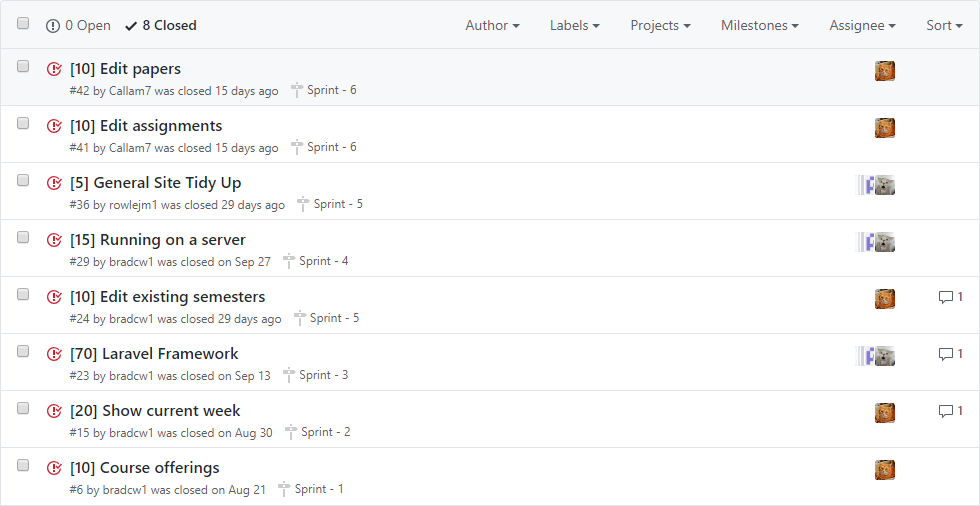 0 Open 8 Closed Author Labels Projects Milestones Assignee Sort
[10] Edit papers
#42 by Callam7 was closed 15 days ago Sprint - 6
[10] Edit assignments
#41 by Callam7 was closed 15 days ago Sprint - 6
[5] General Site Tidy Up
#36 by rowlejm1 was closed 29 days ago Sprint - 5
[15] Running on a server
#29 by bradcw1 was closed on Sep 27 Sprint - 4
[10] Edit existing semesters 1
#24 by bradcw1 was closed 29 days ago Sprint - 5
[70] Laravel Framework 1
#23 by bradcw1 was closed on Sep 13 Sprint - 3
[20] Show current week 1
#15 by bradcw1 was closed on Aug 30 Sprint - 2
[10] Course offerings
#6 by bradcw1 was closed on Aug 21 Sprint - 1